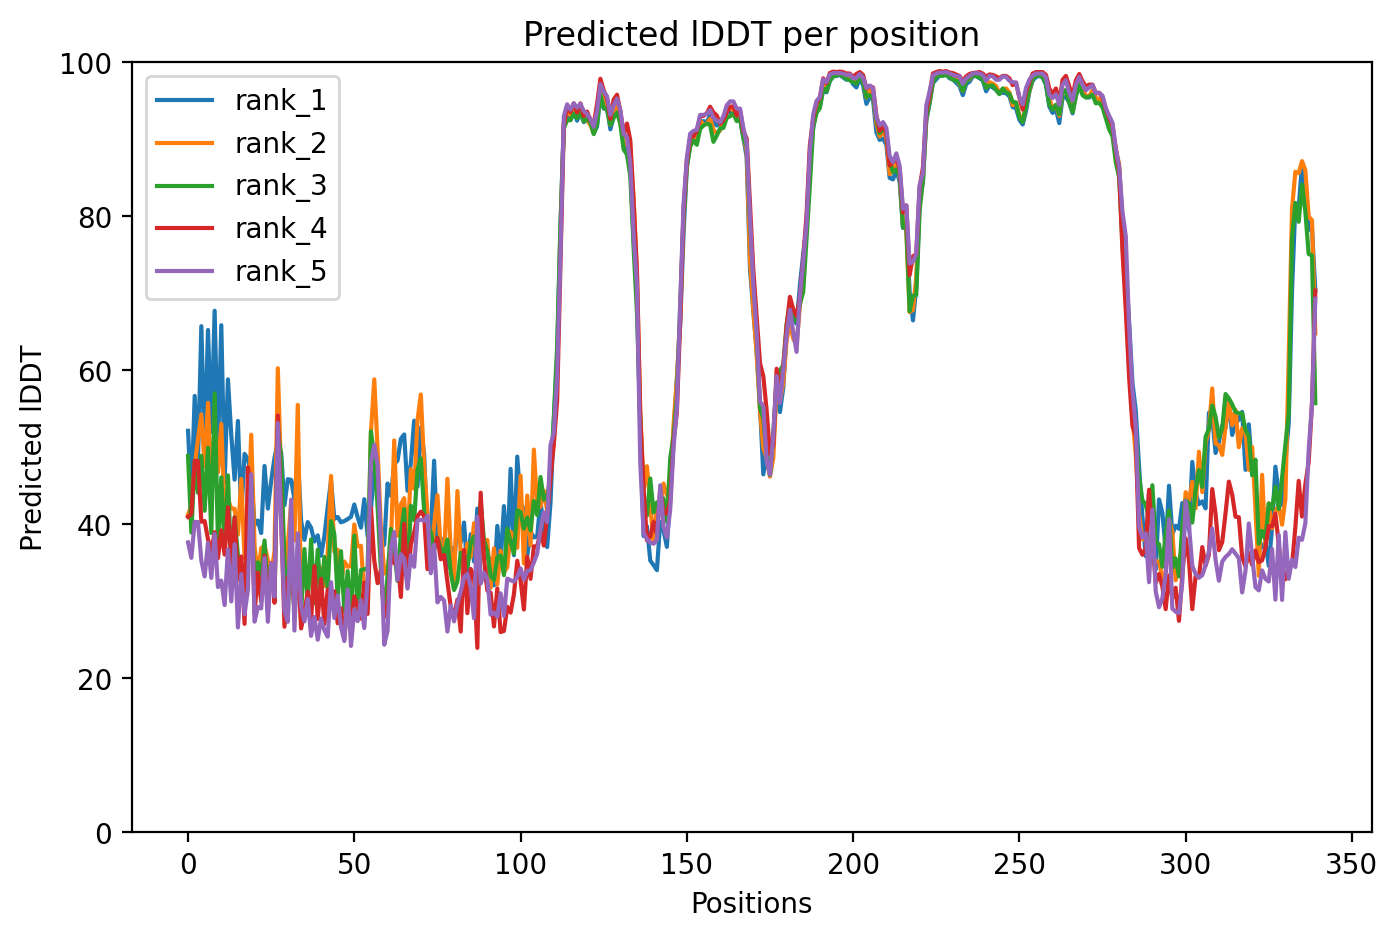 Predicted lDDT per position
100
80
60
40
20
0
Predicted lDDT
rank_1
rank_2
rank_3
rank_4
rank_5
0 50 100 150 200 250 300 350
Positions